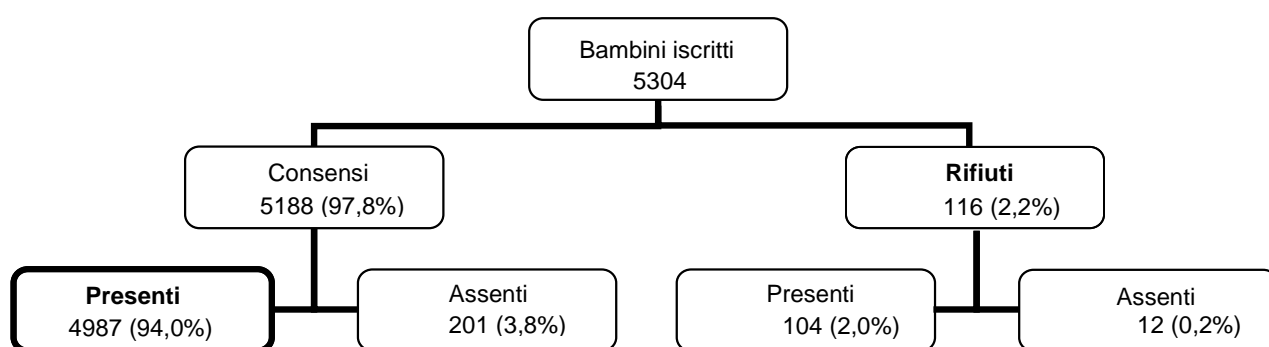 Bambini iscritti
5304
Consensi
5188 (97,8%)
Rifiuti
116 (2,2%)
Presenti
4987 (94,0%)
Assenti
201 (3,8%)
Presenti
104 (2,0%)
Assenti
12 (0,2%)